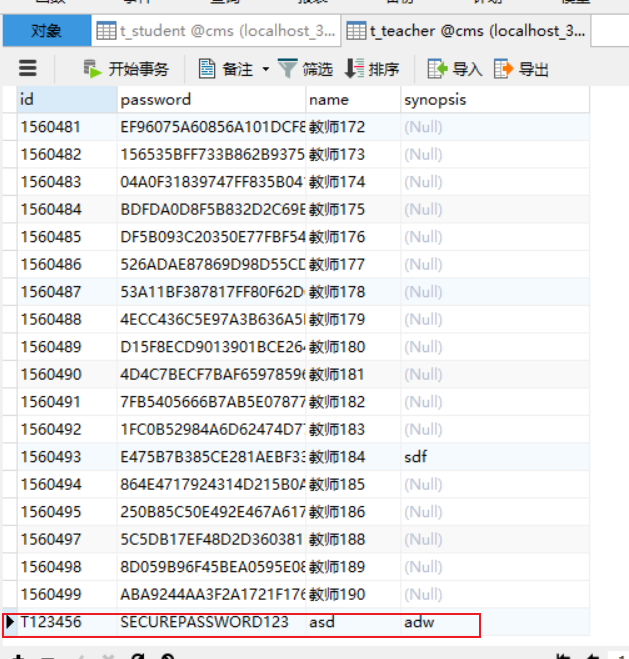 对象 t_student @cms (localhost_3... t_teacher @cms (localhost_3...
开始事务 备注 筛选 排序 导入 导出
id password name synopsis
1560481 EF96075A60856A101DCF8 教师172 (Null)
1560482 156535BFF733B862B9375 教师173 (Null)
1560483 04A0F31839747FF835B04 教师174 (Null)
1560484 BDFDA0D8F5B832D2C69E 教师175 (Null)
1560485 DF5B093C20350E77FBF54 教师176 (Null)
1560486 526ADAE87869D98D55CD 教师177 (Null)
1560487 53A11BF387817FF80F62D 教师178 (Null)
1560488 4ECC436C5E97A3B636A5 教师179 (Null)
1560489 D15F8ECD9013901BCE264 教师180 (Null)
1560490 4D4C7BECF7BAF6597859 教师181 (Null)
1560491 7FB5405666B7AB5E07877 教师182 (Null)
1560492 1FC0B52984A6D62474D7 教师183 (Null)
1560493 E475B7B385CE281AEBF33 教师184 sdf
1560494 864E4717924314D215B0A 教师185 (Null)
1560495 250B85C50E492E467A617 教师186 (Null)
1560497 5C5DB17EF48D2D360381 教师188 (Null)
1560498 8D059B96F45BEA0595E08 教师189 (Null)
1560499 ABA9244AA3F2A1721F176 教师190 (Null)
T123456 SECUREPASSWORD123 asd adw